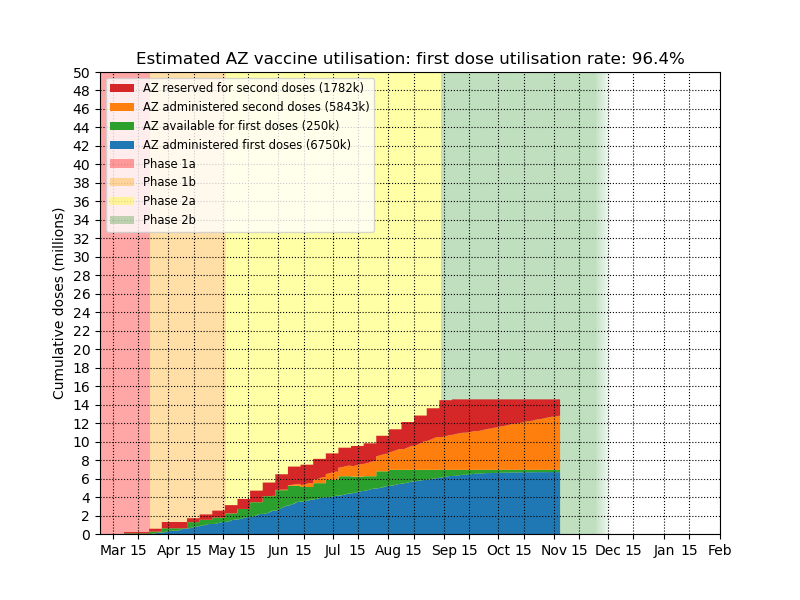 Estimated AZ vaccine utilisation: first dose utilisation rate: 96.4%
Cumulative doses (millions)
50
48
46
44
42
40
38
36
34
32
30
28
26
24
22
20
18
16
14
12
10
8
6
4
2
0
AZ reserved for second doses (1782k)
AZ administered second doses (5843k)
AZ available for first doses (250k)
AZ administered first doses (6750k)
Phase 1a
Phase 1b
Phase 2a
Phase 2b
Mar 15 Apr 15 May 15 Jun 15 Jul 15 Aug 15 Sep 15 Oct 15 Nov 15 Dec 15 Jan 15 Feb